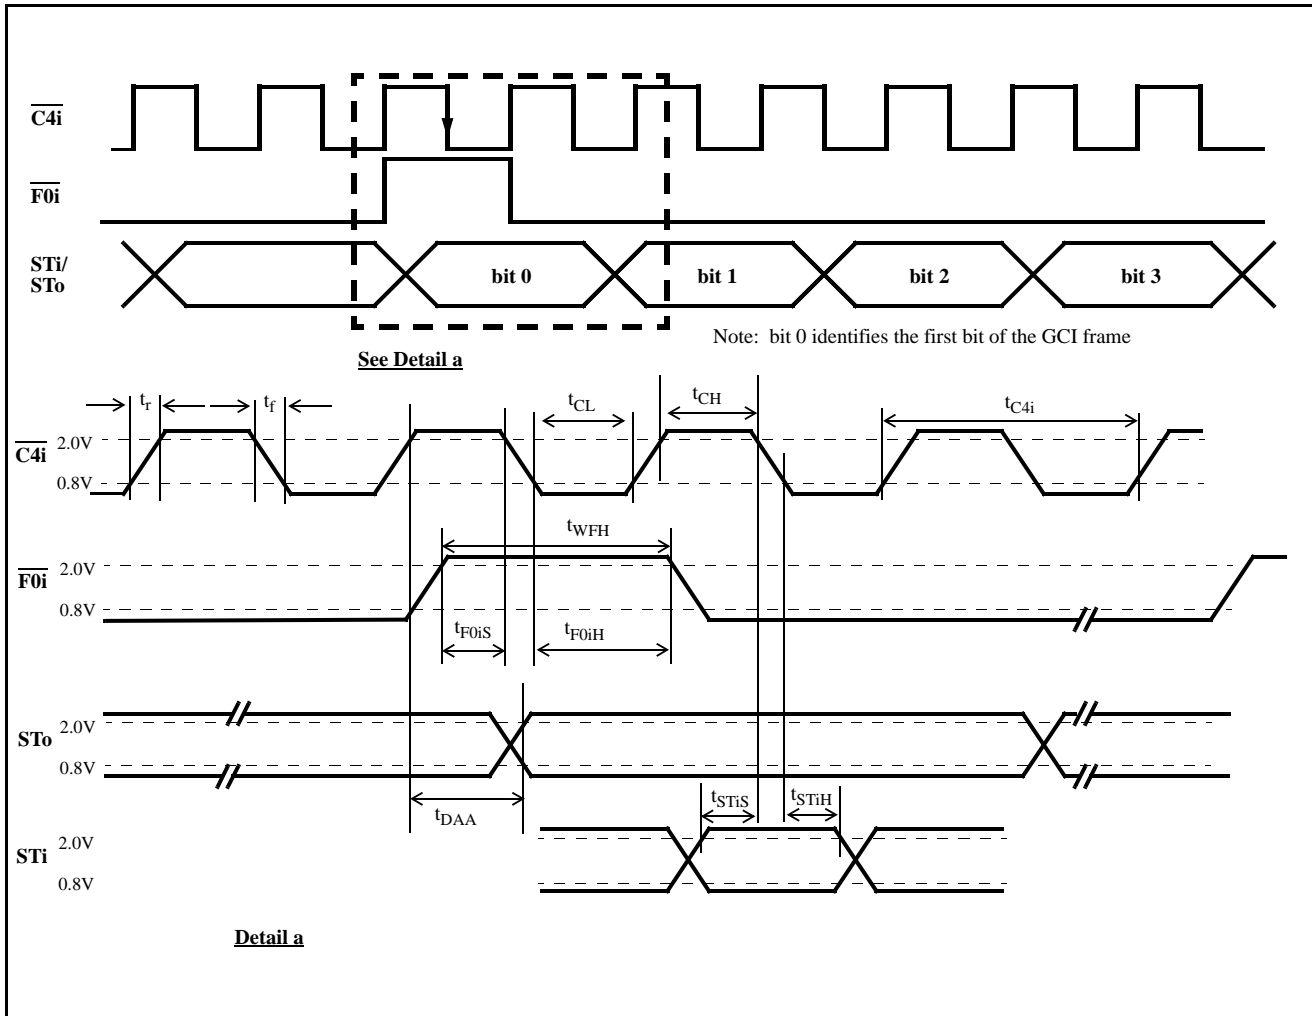 C4i
F0i
STi/
STo
bit 0
bit 1
bit 2
bit 3
Note: bit 0 identifies the first bit of the GCI frame
See Detail a
tr
tf
tCL
tCH
tC4i
C4i
2.0V
0.8V
tWFH
F0i
2.0V
0.8V
tF0iS
tF0iH
STo
2.0V
0.8V
tDAA
tSTiS
tSTiH
STi
2.0V
0.8V
Detail a